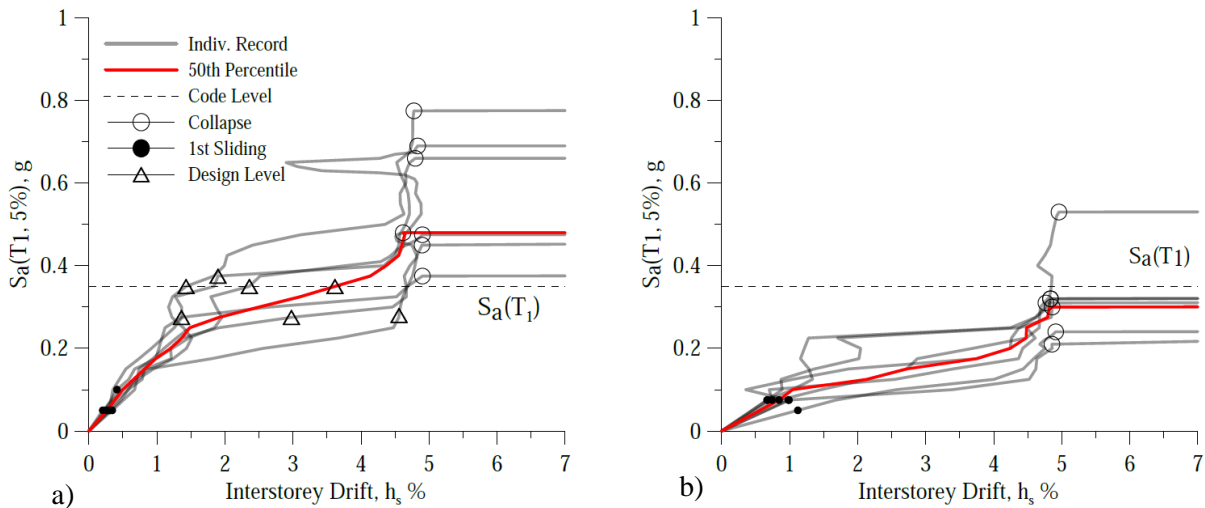 1
0.8
0.6
0.4
0.2
0
Sa(T1, 5%), g
Indiv. Record
50th Percentile
Code Level
Collapse
1st Sliding
Design Level
Sa(T1)
0 1 2 3 4 5 6 7
Interstorey Drift, hs %
a)
1
0.8
0.6
0.4
0.2
0
Sa(T1, 5%), g
Sa(T1)
0 1 2 3 4 5 6 7
Interstorey Drift, hs %
b)